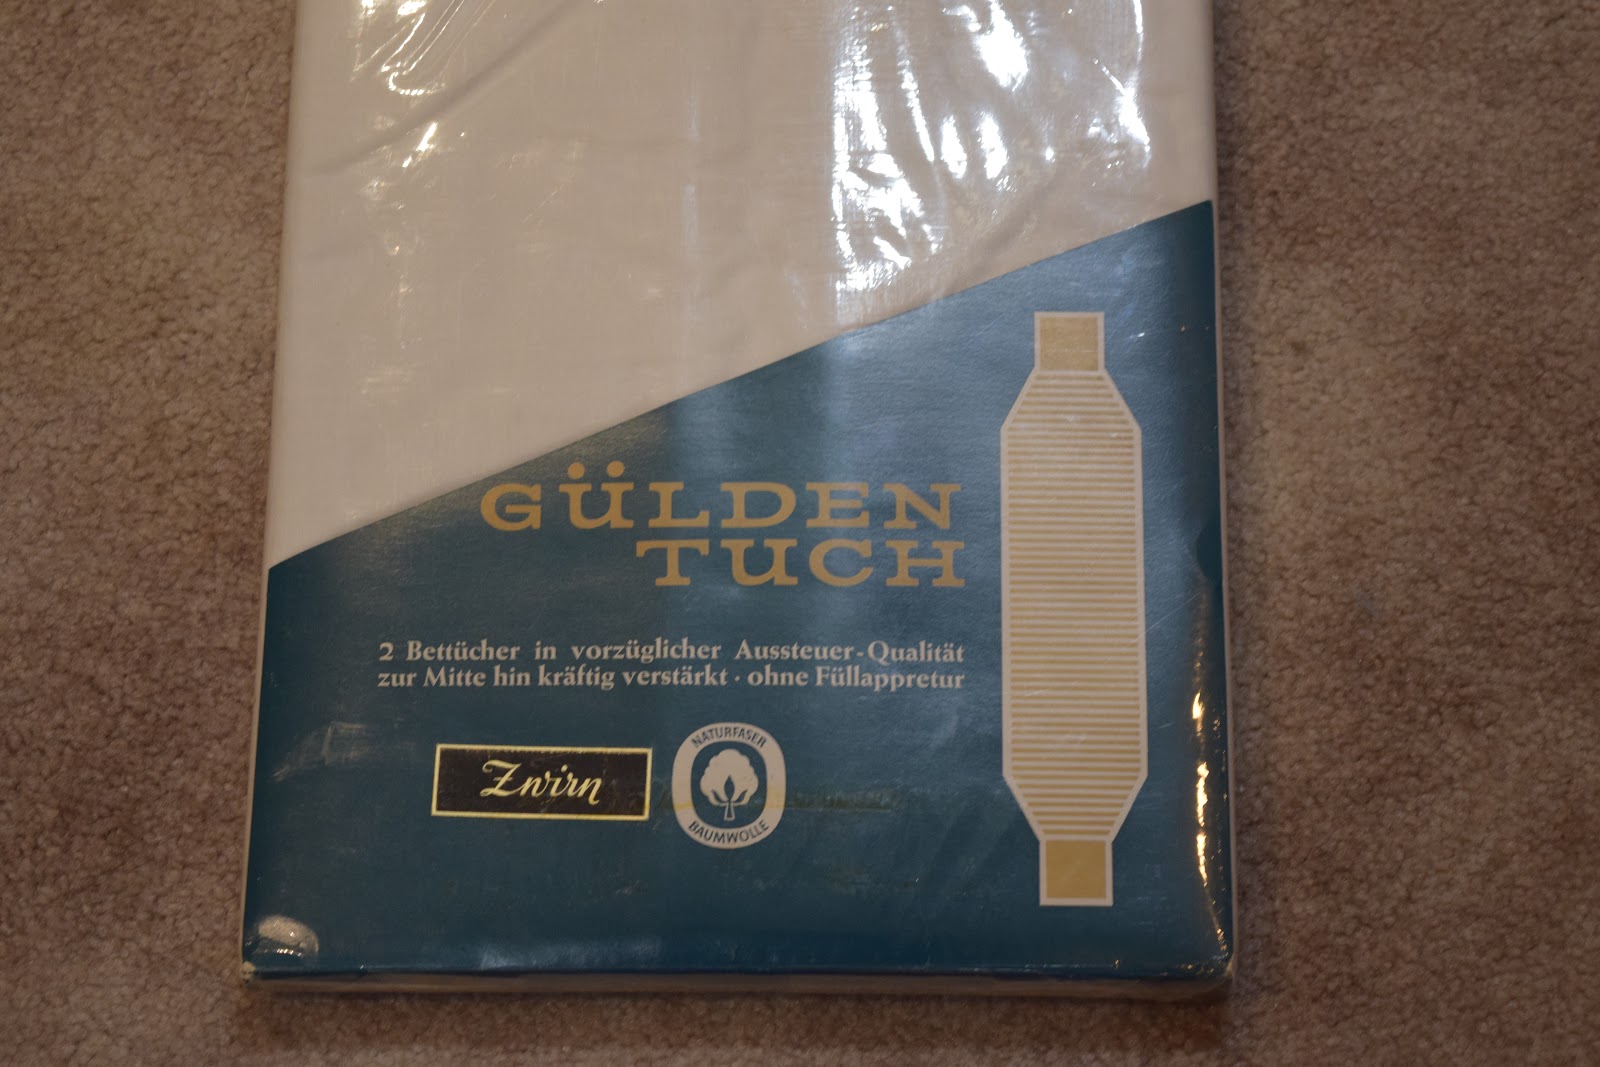 GÜLDEN
TUCH
2 Bettücher in vorzüglicher Aussteuer-Qualität
zur Mitte hin kräftig verstärkt · ohne Füllappretur
Zwirn
NATURFASER
BAUMWOLLE